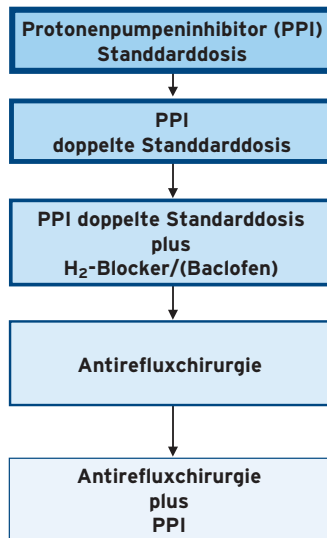 Protonenpumpeninhibitor (PPI)
Standdarddosis
PPI
doppelte Standdarddosis
PPI doppelte Standarddosis
plus
H₂-Blocker/(Baclofen)
Antirefluxchirurgie
Antirefluxchirurgie
plus
PPI